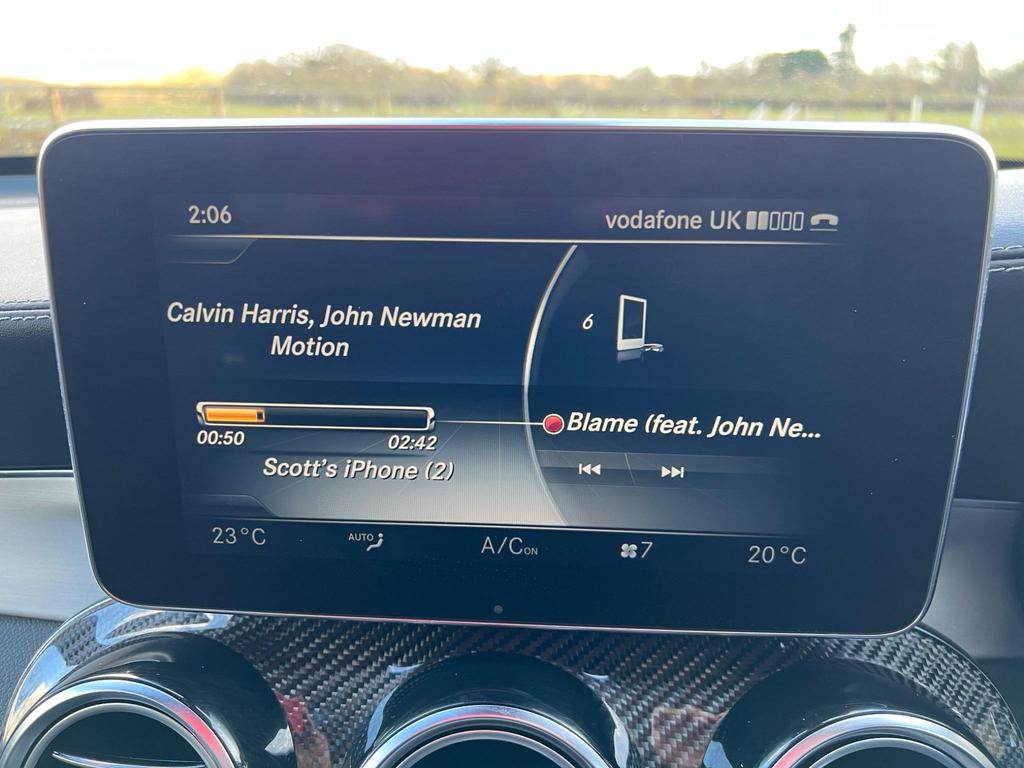 2:06 vodafone UK
Calvin Harris, John Newman
Motion
6
Blame (feat. John Ne...
00:50 02:42
Scott's iPhone (2)
23°C AUTO A/C ON 7 20°C